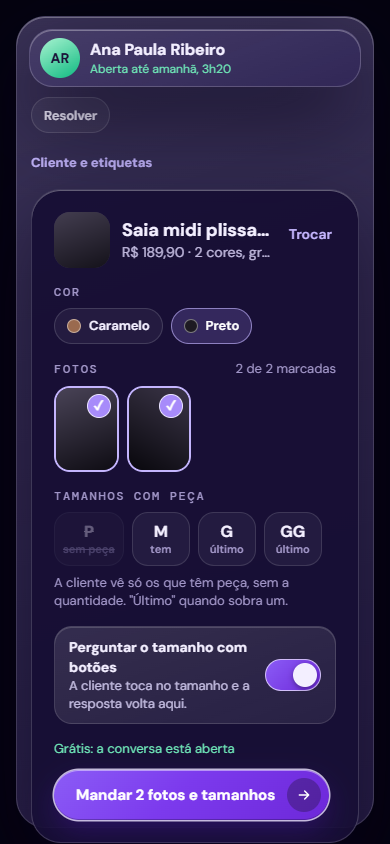 AR
Ana Paula Ribeiro
Aberta até amanhã, 3h20
Resolver
Cliente e etiquetas
Saia midi plissa...
R$ 189,90 · 2 cores, gr...
Trocar
COR
Caramelo
Preto
FOTOS
2 de 2 marcadas
TAMANHOS COM PEÇA
P
sem peça
M
tem
G
último
GG
último
A cliente vê só os que têm peça, sem a
quantidade. "Último" quando sobra um.
Perguntar o tamanho com
botões
A cliente toca no tamanho e a
resposta volta aqui.
Grátis: a conversa está aberta
Mandar 2 fotos e tamanhos